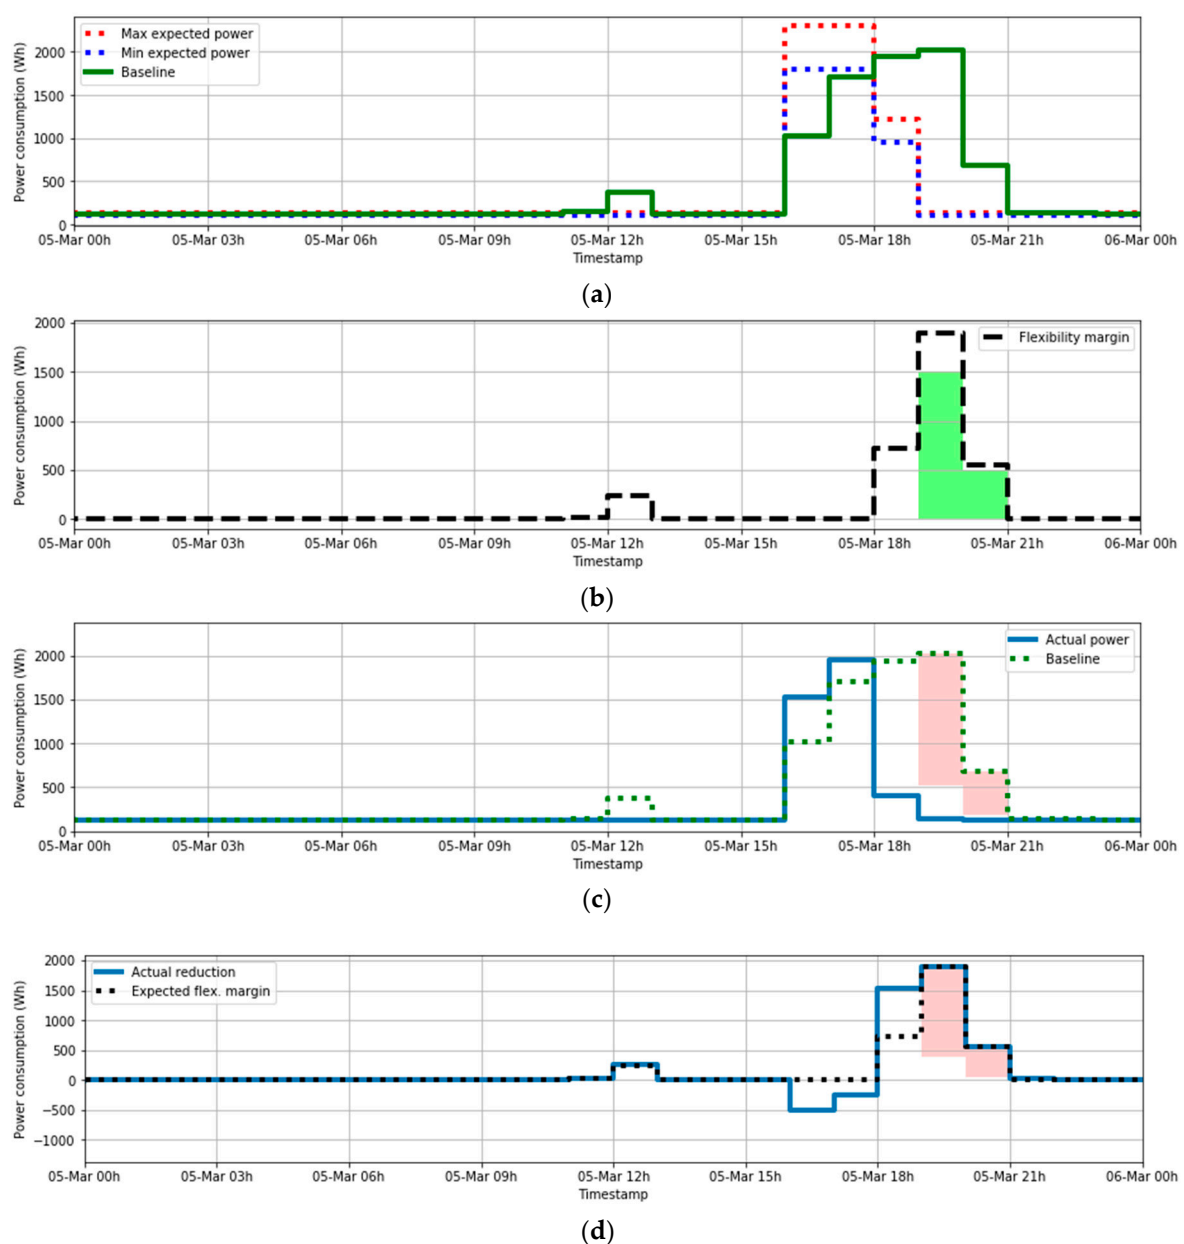 Max expected power
Min expected power
Baseline
Power consumption (Wh)
2000
1500
1000
500
0
05-Mar 00h 05-Mar 03h 05-Mar 06h 05-Mar 09h 05-Mar 12h 05-Mar 15h 05-Mar 18h 05-Mar 21h 06-Mar 00h
Timestamp
(a)
Flexibility margin
Power consumption (Wh)
2000
1500
1000
500
0
05-Mar 00h 05-Mar 03h 05-Mar 06h 05-Mar 09h 05-Mar 12h 05-Mar 15h 05-Mar 18h 05-Mar 21h 06-Mar 00h
Timestamp
(b)
Actual power
Baseline
Power consumption (Wh)
2000
1500
1000
500
0
05-Mar 00h 05-Mar 03h 05-Mar 06h 05-Mar 09h 05-Mar 12h 05-Mar 15h 05-Mar 18h 05-Mar 21h 06-Mar 00h
Timestamp
(c)
Actual reduction
Expected flex. margin
Power consumption (Wh)
2000
1500
1000
500
0
−500
−1000
05-Mar 00h 05-Mar 03h 05-Mar 06h 05-Mar 09h 05-Mar 12h 05-Mar 15h 05-Mar 18h 05-Mar 21h 06-Mar 00h
Timestamp
(d)